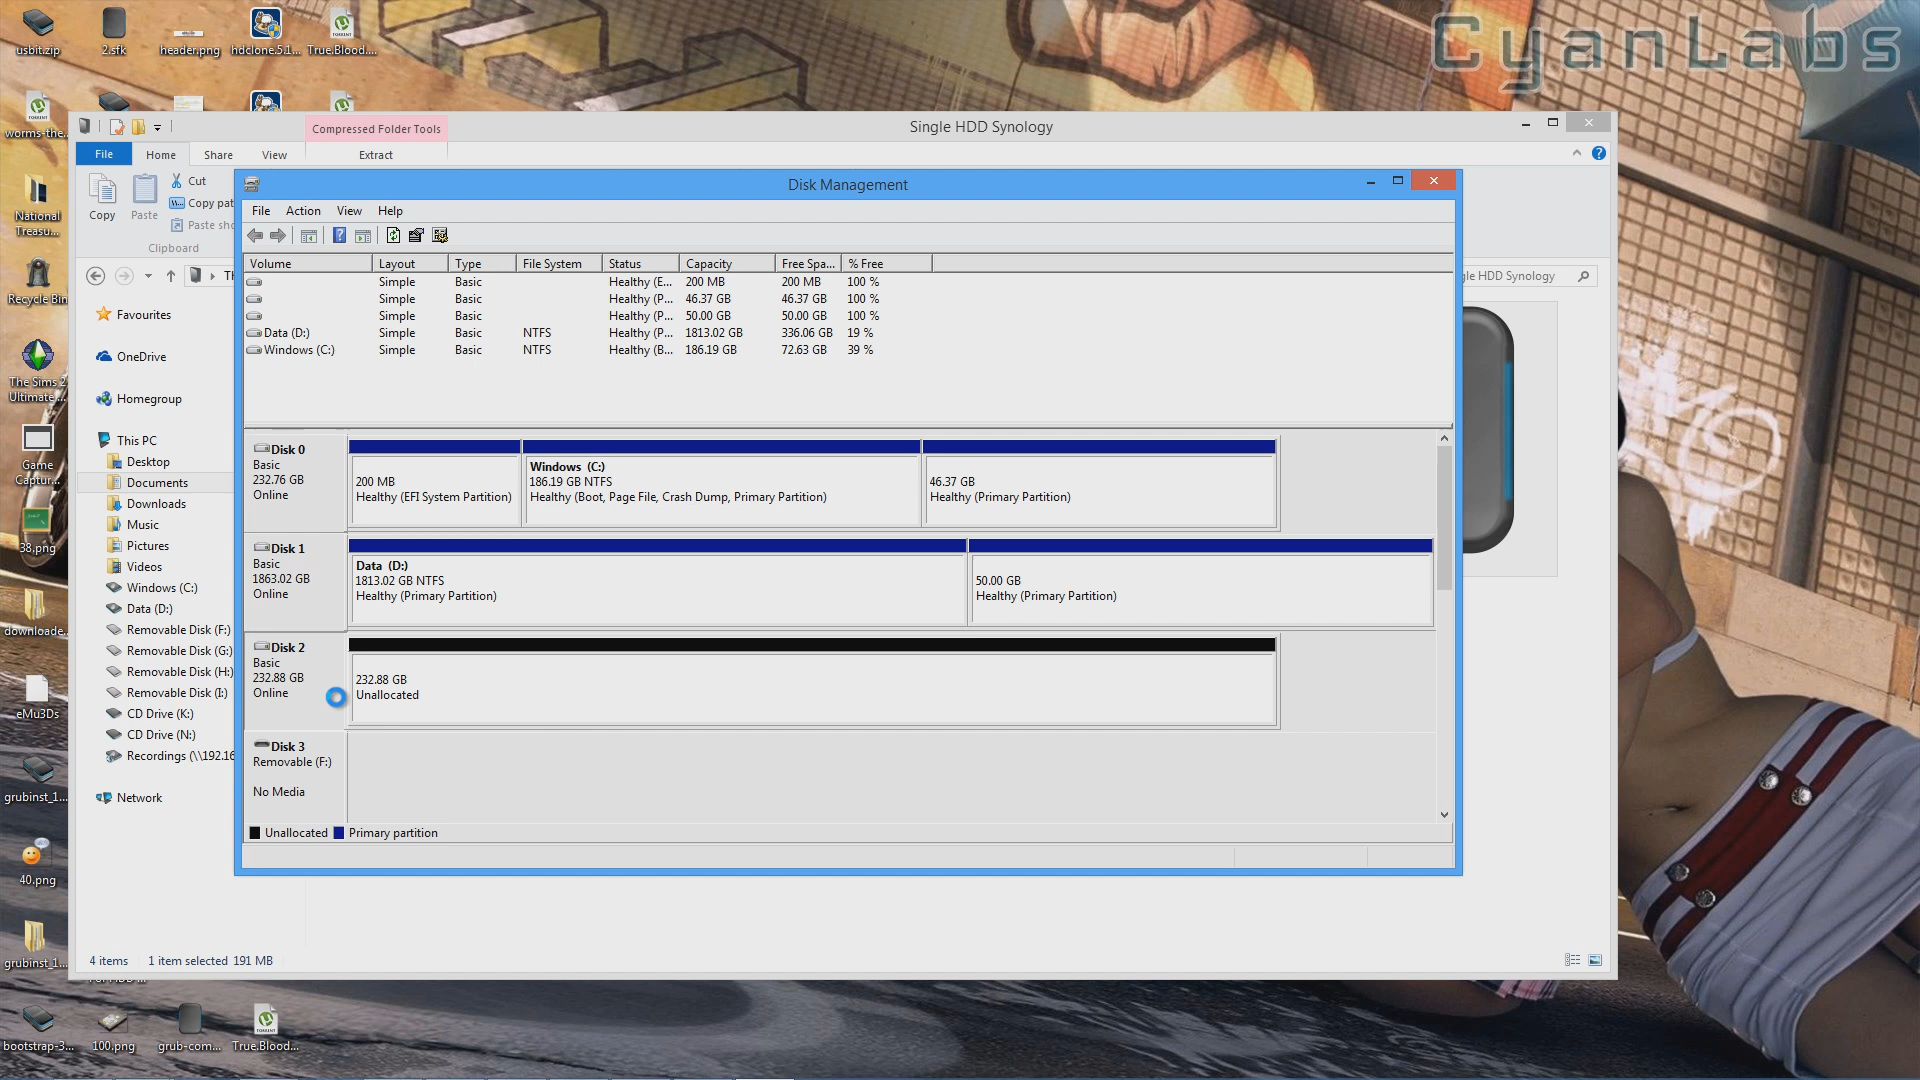 CyanLabs
usbit.zip
2.sfk
header.png
hdclone.5.1...
True.Blood....
worms-the...
National
Treasu...
Recycle Bin
The Sims 2
Ultimate...
Game
Captur...
38.png
downloade...
eMu3Ds
grubinst_1...
40.png
grubinst_1...
bootstrap-3...
100.png
grub-com...
True.Blood...
Compressed Folder Tools
Single HDD Synology
File
Home
Share
View
Extract
Copy
Paste
Cut
Copy pat
Paste sho
Clipboard
gle HDD Synology
Favourites
OneDrive
Homegroup
This PC
Desktop
Documents
Downloads
Music
Pictures
Videos
Windows (C:)
Data (D:)
Removable Disk (F:)
Removable Disk (G:)
Removable Disk (H:)
Removable Disk (I:)
CD Drive (K:)
CD Drive (N:)
Recordings (\\192.16
Network
4 items 1 item selected 191 MB
Disk Management
File Action View Help
Volume Layout Type File System Status Capacity Free Spa... % Free
Simple Basic Healthy (E... 200 MB 200 MB 100 %
Simple Basic Healthy (P... 46.37 GB 46.37 GB 100 %
Simple Basic Healthy (P... 50.00 GB 50.00 GB 100 %
Data (D:) Simple Basic NTFS Healthy (P... 1813.02 GB 336.06 GB 19 %
Windows (C:) Simple Basic NTFS Healthy (B... 186.19 GB 72.63 GB 39 %
Disk 0
Basic
232.76 GB
Online
200 MB
Healthy (EFI System Partition)
Windows (C:)
186.19 GB NTFS
Healthy (Boot, Page File, Crash Dump, Primary Partition)
46.37 GB
Healthy (Primary Partition)
Disk 1
Basic
1863.02 GB
Online
Data (D:)
1813.02 GB NTFS
Healthy (Primary Partition)
50.00 GB
Healthy (Primary Partition)
Disk 2
Basic
232.88 GB
Online
232.88 GB
Unallocated
Disk 3
Removable (F:)
No Media
Unallocated Primary partition